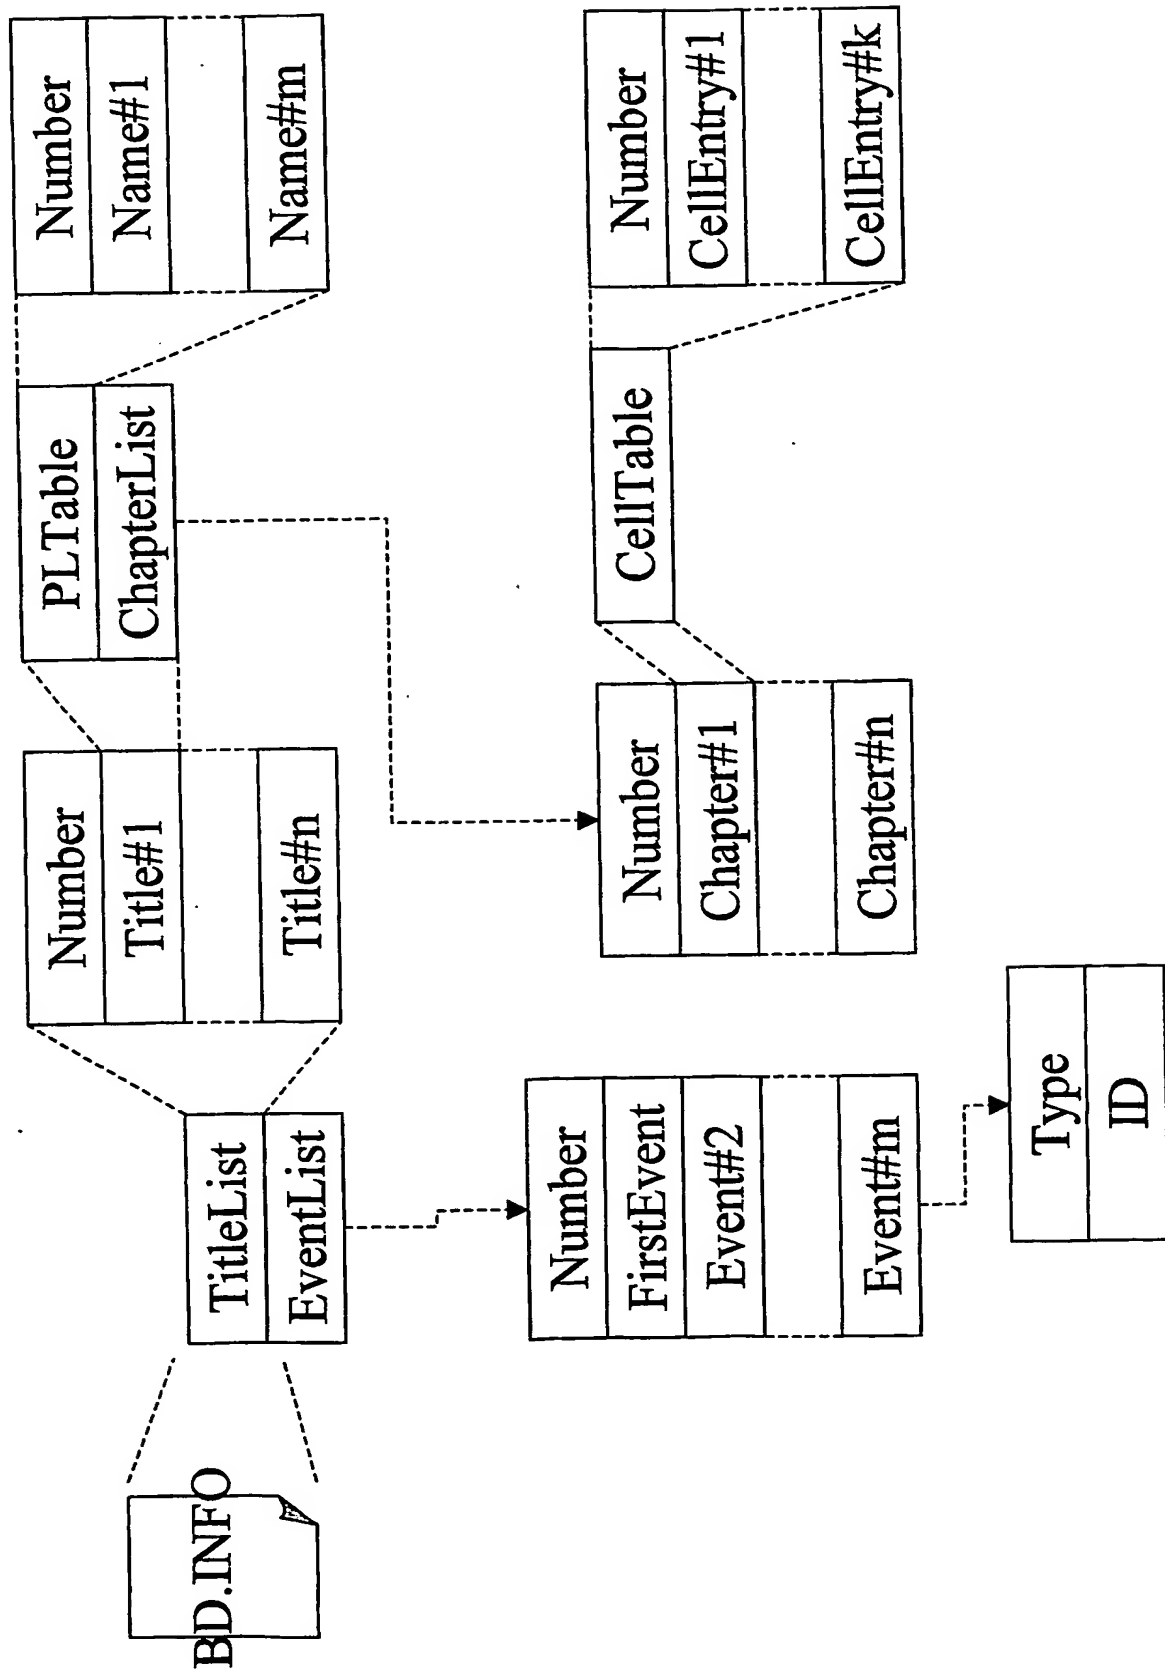 BD.INFO
TitleList
EventList
Number
Title#1
Title#n
PLTable
ChapterList
Number
Name#1
Name#m
Number
FirstEvent
Event#2
Event#m
Type
ID
Number
Chapter#1
Chapter#n
CellTable
Number
CellEntry#1
CellEntry#k